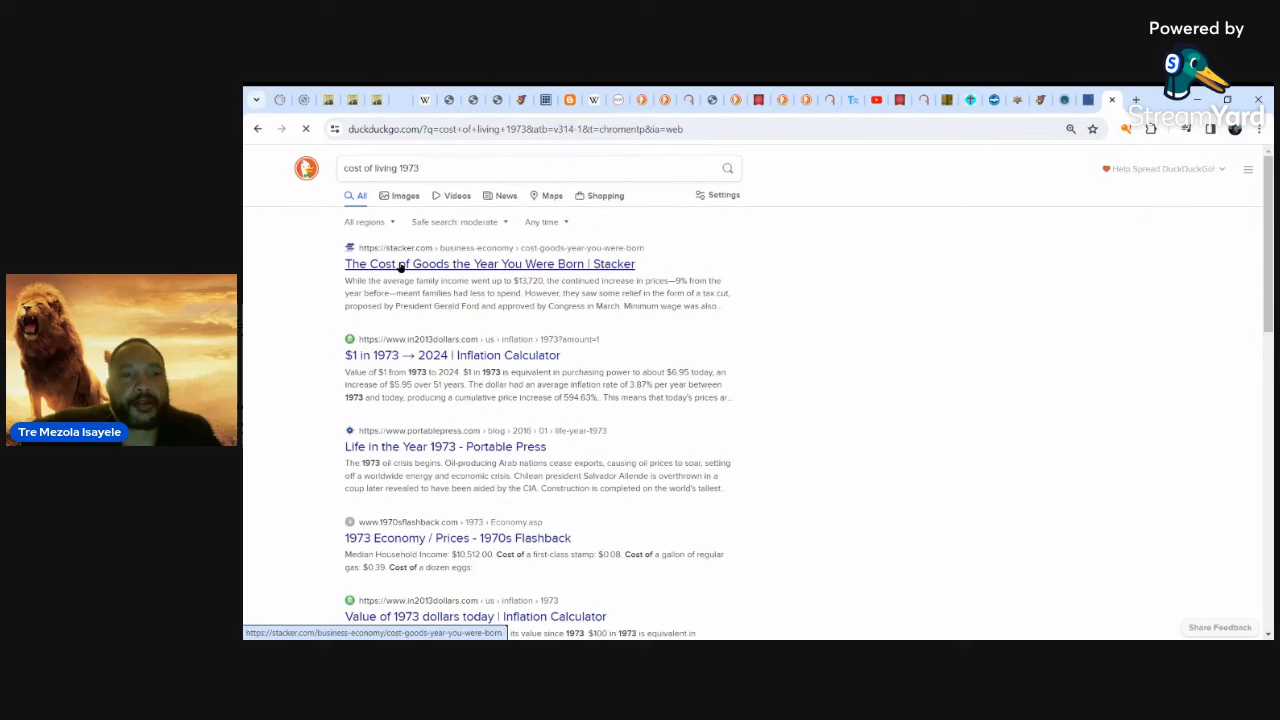 Powered by
StreamYard
duckduckgo.com/?q=cost+of+living+1973&atb=v314-1&t=chromentp&ia=web
cost of living 1973
Help Spread DuckDuckGo!
All
Images
Videos
News
Maps
Shopping
Settings
All regions
Safe search: moderate
Any time
https://stacker.com › business-economy › cost-goods-year-you-were-born
The Cost of Goods the Year You Were Born | Stacker
While the average family income went up to $13,720, the continued increase in prices—9% from the
year before—meant families had less to spend. However, they saw some relief in the form of a tax cut,
proposed by President Gerald Ford and approved by Congress in March. Minimum wage was also...
https://www.in2013dollars.com › us › inflation › 1973?amount=1
$1 in 1973 → 2024 | Inflation Calculator
Value of $1 from 1973 to 2024 $1 in 1973 is equivalent in purchasing power to about $6.95 today, an
increase of $5.95 over 51 years. The dollar had an average inflation rate of 3.87% per year between
1973 and today, producing a cumulative price increase of 594.63%.. This means that today's prices ar...
https://www.portablepress.com › blog › 2016 › 01 › life-year-1973
Life in the Year 1973 - Portable Press
The 1973 oil crisis begins. Oil-producing Arab nations cease exports, causing oil prices to soar, setting
off a worldwide energy and economic crisis. Chilean president Salvador Allende is overthrown in a
coup later revealed to have been aided by the CIA. Construction is completed on the world's tallest...
www.1970sflashback.com › 1973 › Economy.asp
1973 Economy / Prices - 1970s Flashback
Median Household Income: $10,512.00 Cost of a first-class stamp: $0.08. Cost of a gallon of regular
gas: $0.39. Cost of a dozen eggs:
https://www.in2013dollars.com › us › inflation › 1973
Value of 1973 dollars today | Inflation Calculator
its value since 1973 $100 in 1973 is equivalent in
https://stacker.com/business-economy/cost-goods-year-you-were-born
Share Feedback
Tre Mezola Isayele